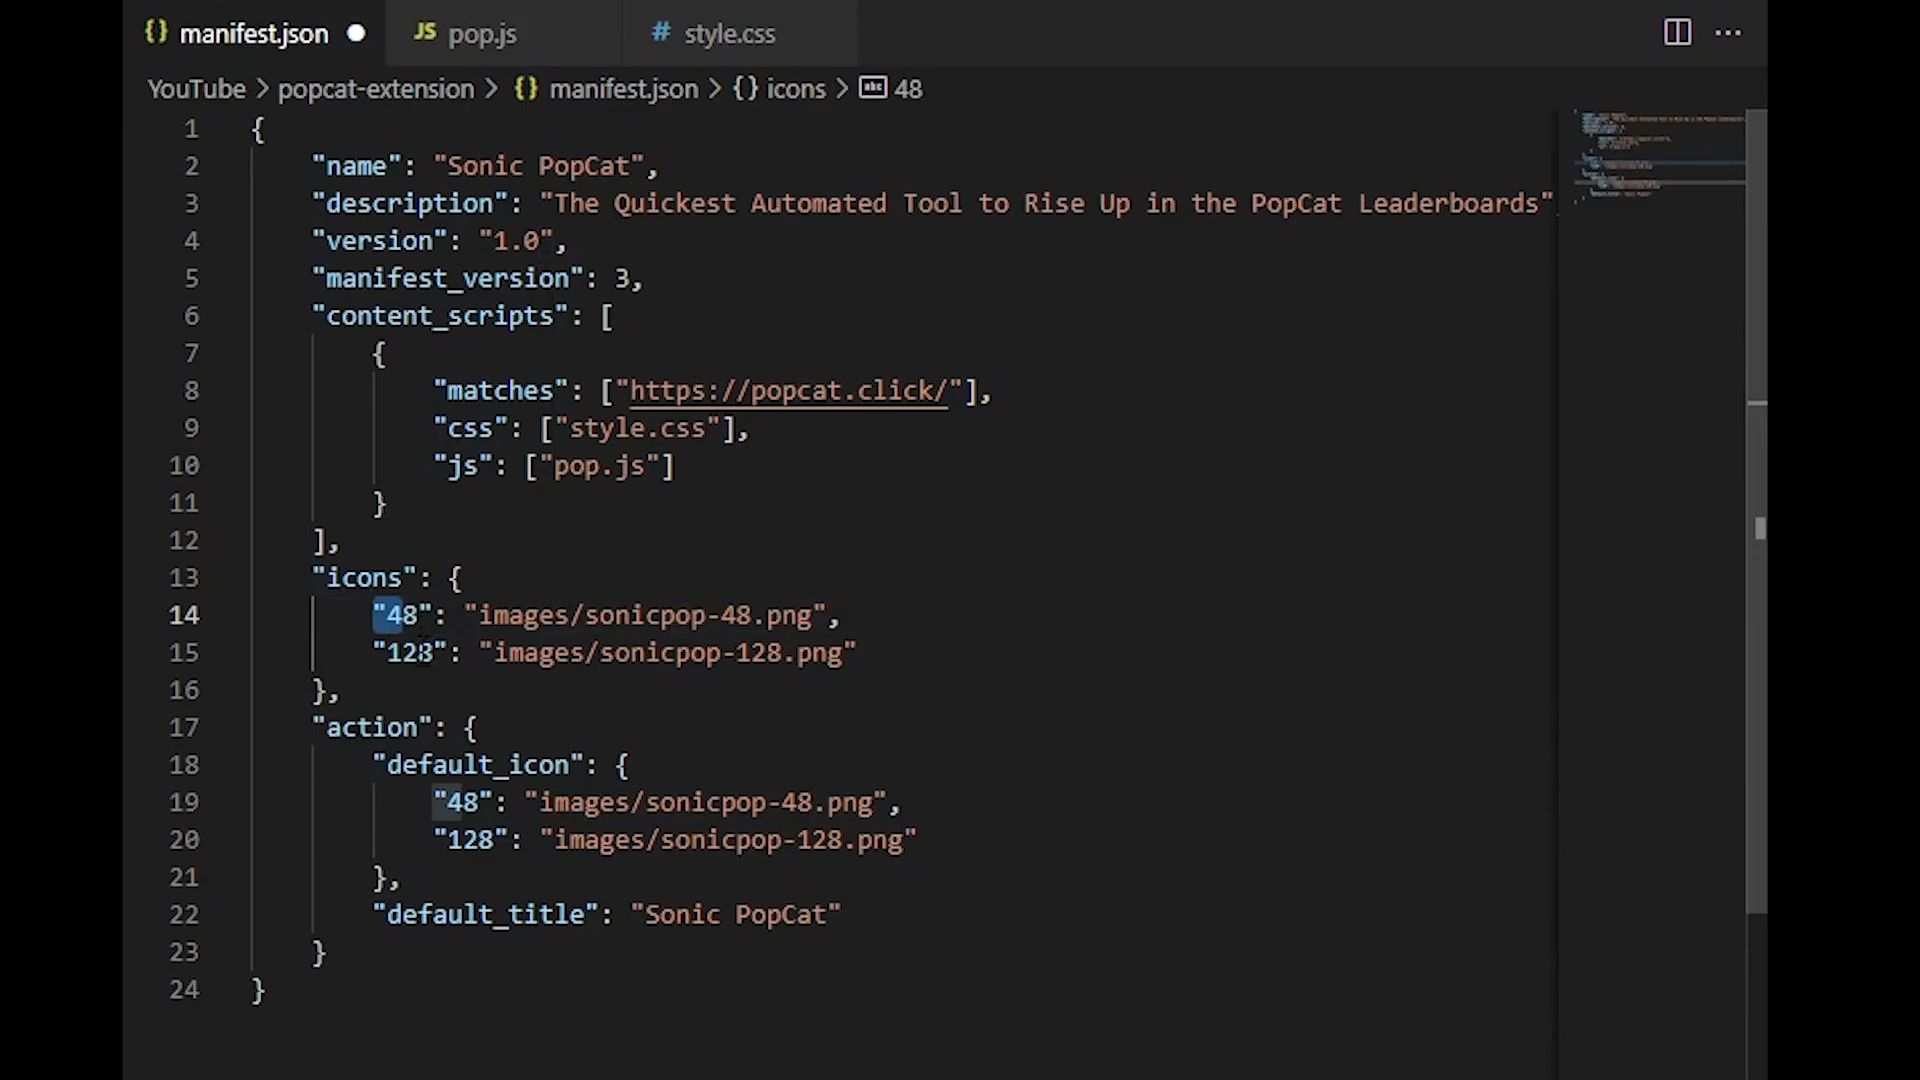 {} manifest.json JS pop.js # style.css
YouTube > popcat-extension > {} manifest.json > {} icons > abc 48
1 {
2 "name": "Sonic PopCat",
3 "description": "The Quickest Automated Tool to Rise Up in the PopCat Leaderboards"
4 "version": "1.0",
5 "manifest_version": 3,
6 "content_scripts": [
7 {
8 "matches": ["https://popcat.click/"],
9 "css": ["style.css"],
10 "js": ["pop.js"]
11 }
12 ],
13 "icons": {
14 "48": "images/sonicpop-48.png",
15 "128": "images/sonicpop-128.png"
16 },
17 "action": {
18 "default_icon": {
19 "48": "images/sonicpop-48.png",
20 "128": "images/sonicpop-128.png"
21 },
22 "default_title": "Sonic PopCat"
23 }
24 }